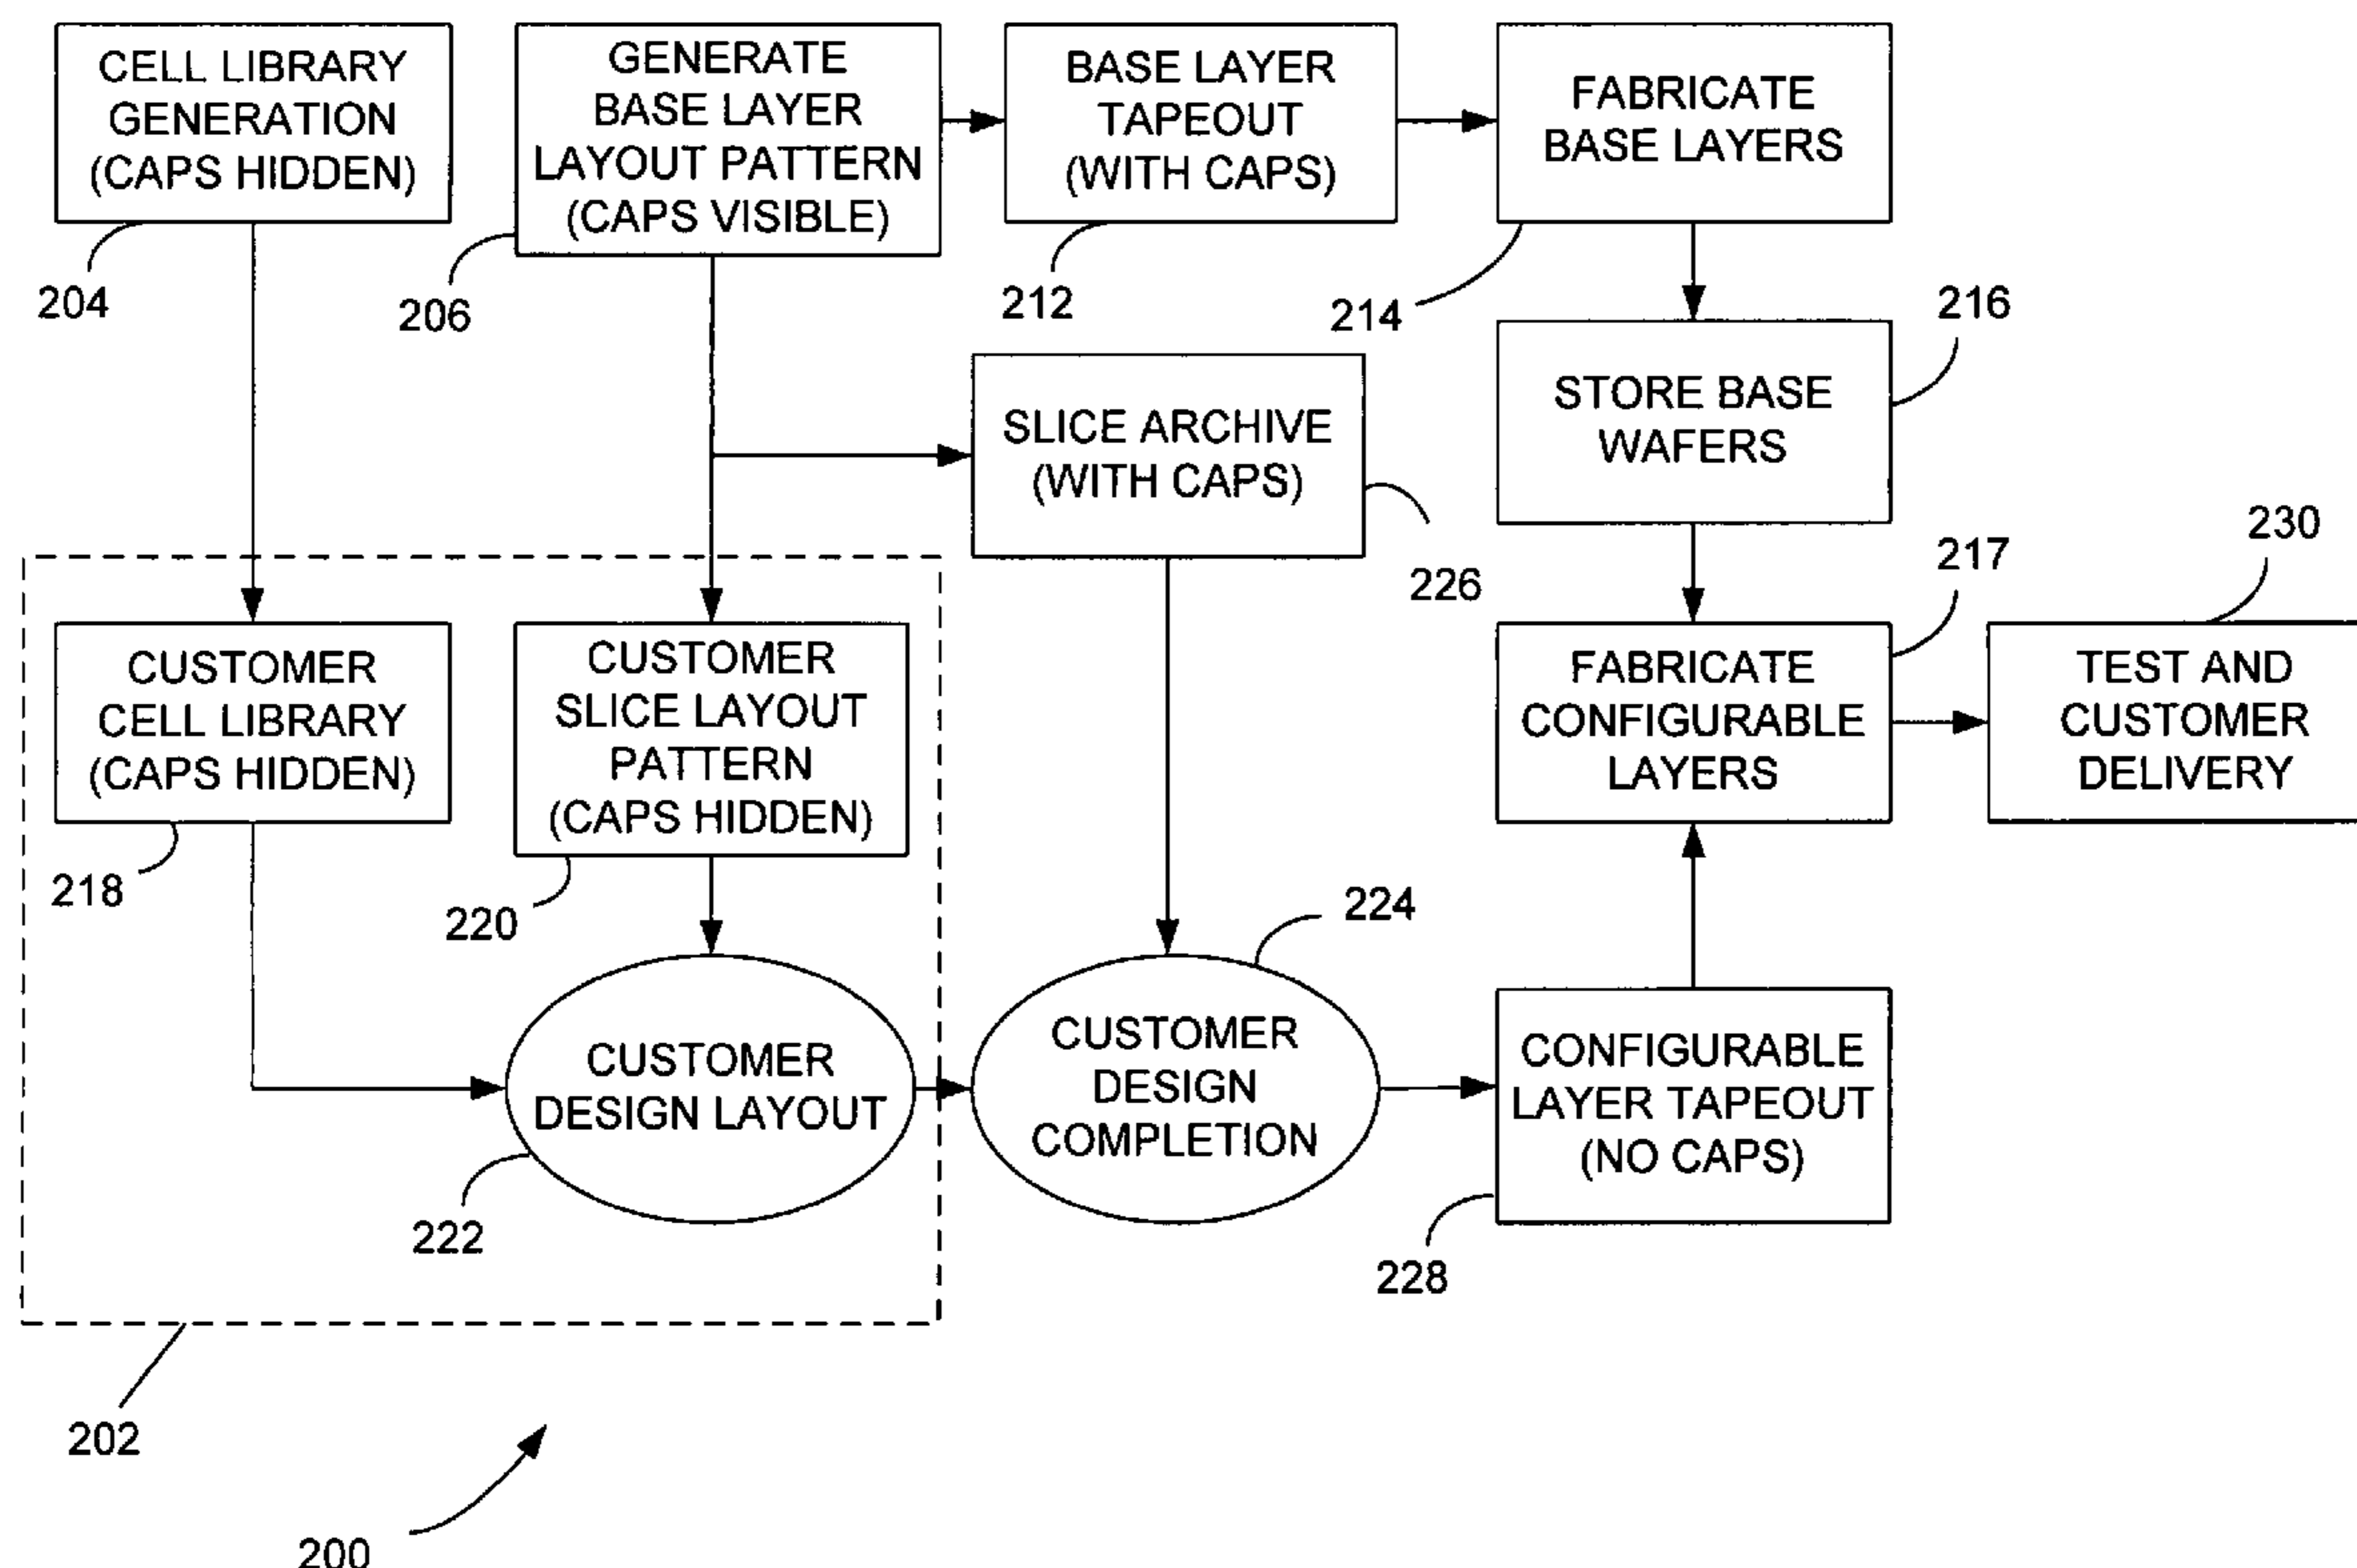 CELL LIBRARY
GENERATION
(CAPS HIDDEN)
204
GENERATE
BASE LAYER
LAYOUT PATTERN
(CAPS VISIBLE)
206
BASE LAYER
TAPEOUT
(WITH CAPS)
212
FABRICATE
BASE LAYERS
214
STORE BASE
WAFERS
216
SLICE ARCHIVE
(WITH CAPS)
226
CUSTOMER
CELL LIBRARY
(CAPS HIDDEN)
218
CUSTOMER
SLICE LAYOUT
PATTERN
(CAPS HIDDEN)
220
FABRICATE
CONFIGURABLE
LAYERS
217
TEST AND
CUSTOMER
DELIVERY
230
CUSTOMER
DESIGN LAYOUT
222
CUSTOMER
DESIGN
COMPLETION
224
CONFIGURABLE
LAYER TAPEOUT
(NO CAPS)
228
202
200